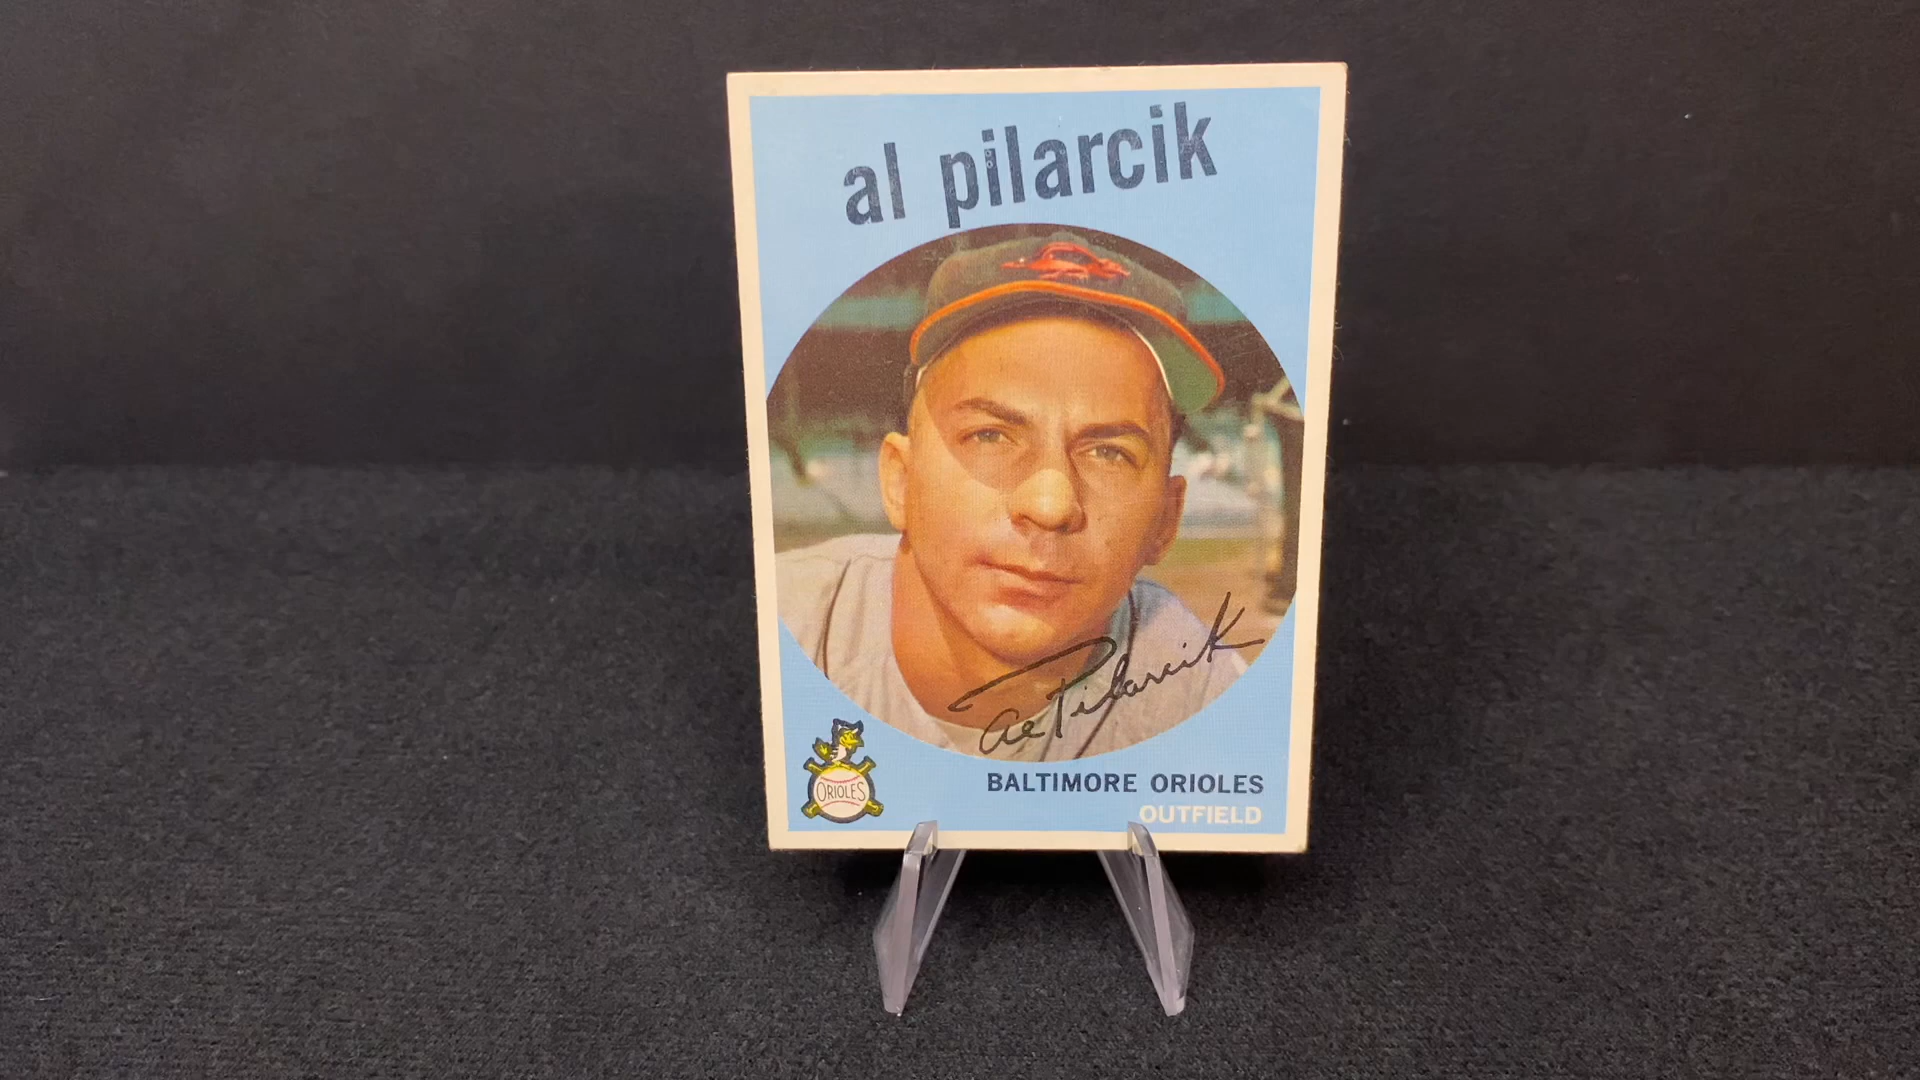 al pilarcik
Al Pilarcik
ORIOLES
BALTIMORE ORIOLES
OUTFIELD